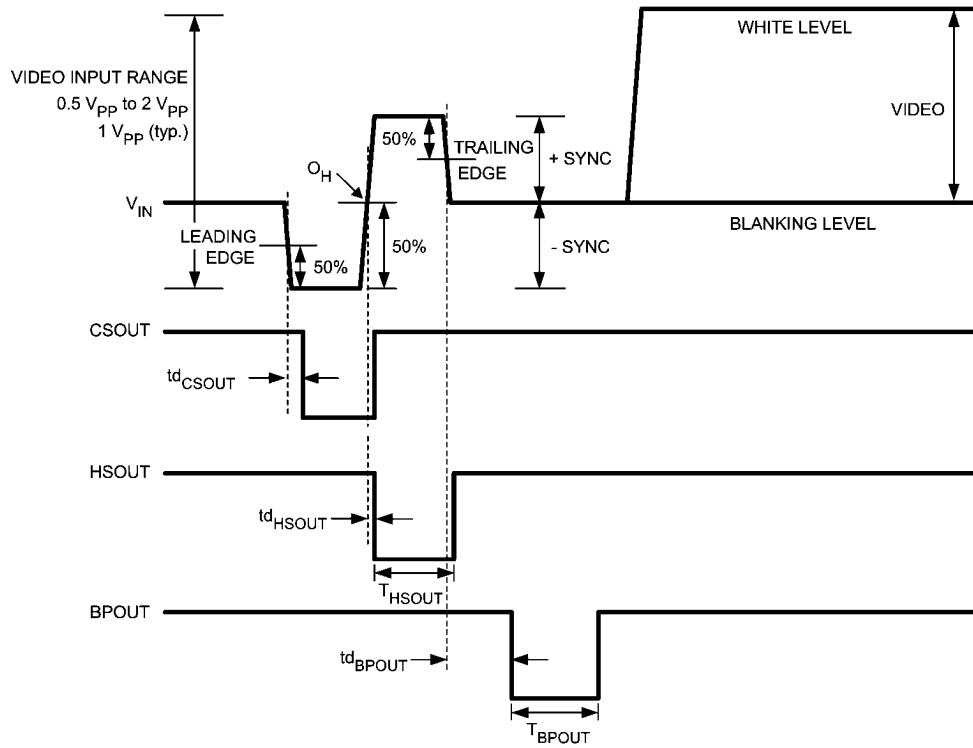 WHITE LEVEL
VIDEO INPUT RANGE
0.5 VPP to 2 VPP
1 VPP (typ.)
VIDEO
50%
TRAILING
EDGE
+ SYNC
OH
VIN
BLANKING LEVEL
LEADING
EDGE
50%
50%
- SYNC
CSOUT
tdCSOUT
HSOUT
tdHSOUT
THSOUT
BPOUT
tdBPOUT
TBPOUT